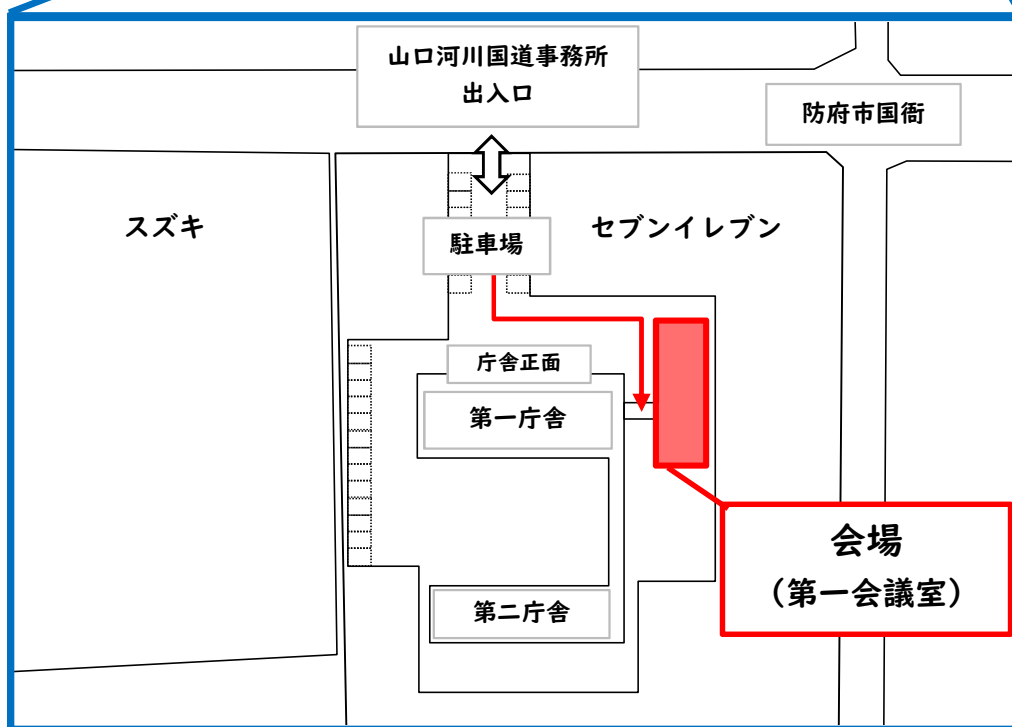 山口河川国道事務所
出入口
防府市国衙
スズキ
駐車場
セブンイレブン
庁舎正面
第一庁舎
会場
（第一会議室）
第二庁舎